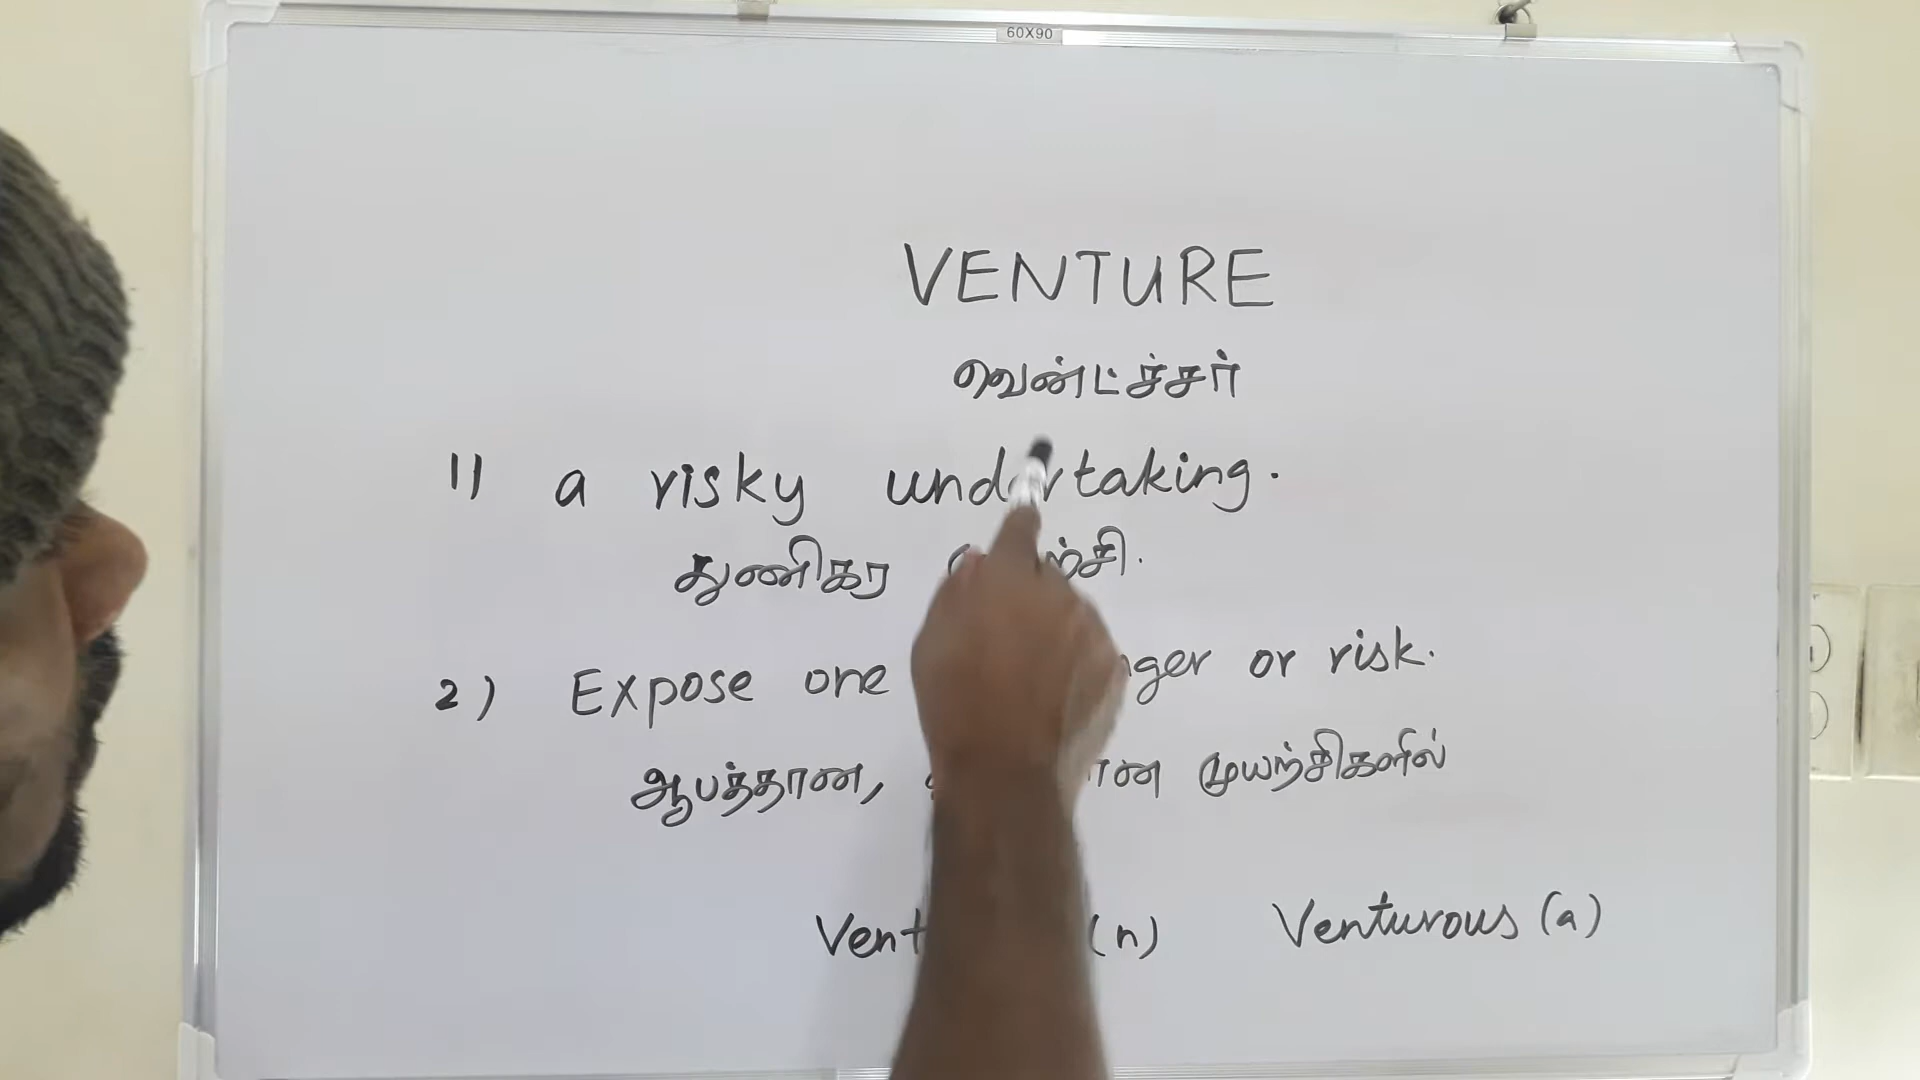 60X90
VENTURE
வென்ட்ச்சர்
1) a risky undertaking.
துணிகர
2) Expose one or risk.
ஆபத்தான, முயற்சிகளில்
(n) Venturous (a)